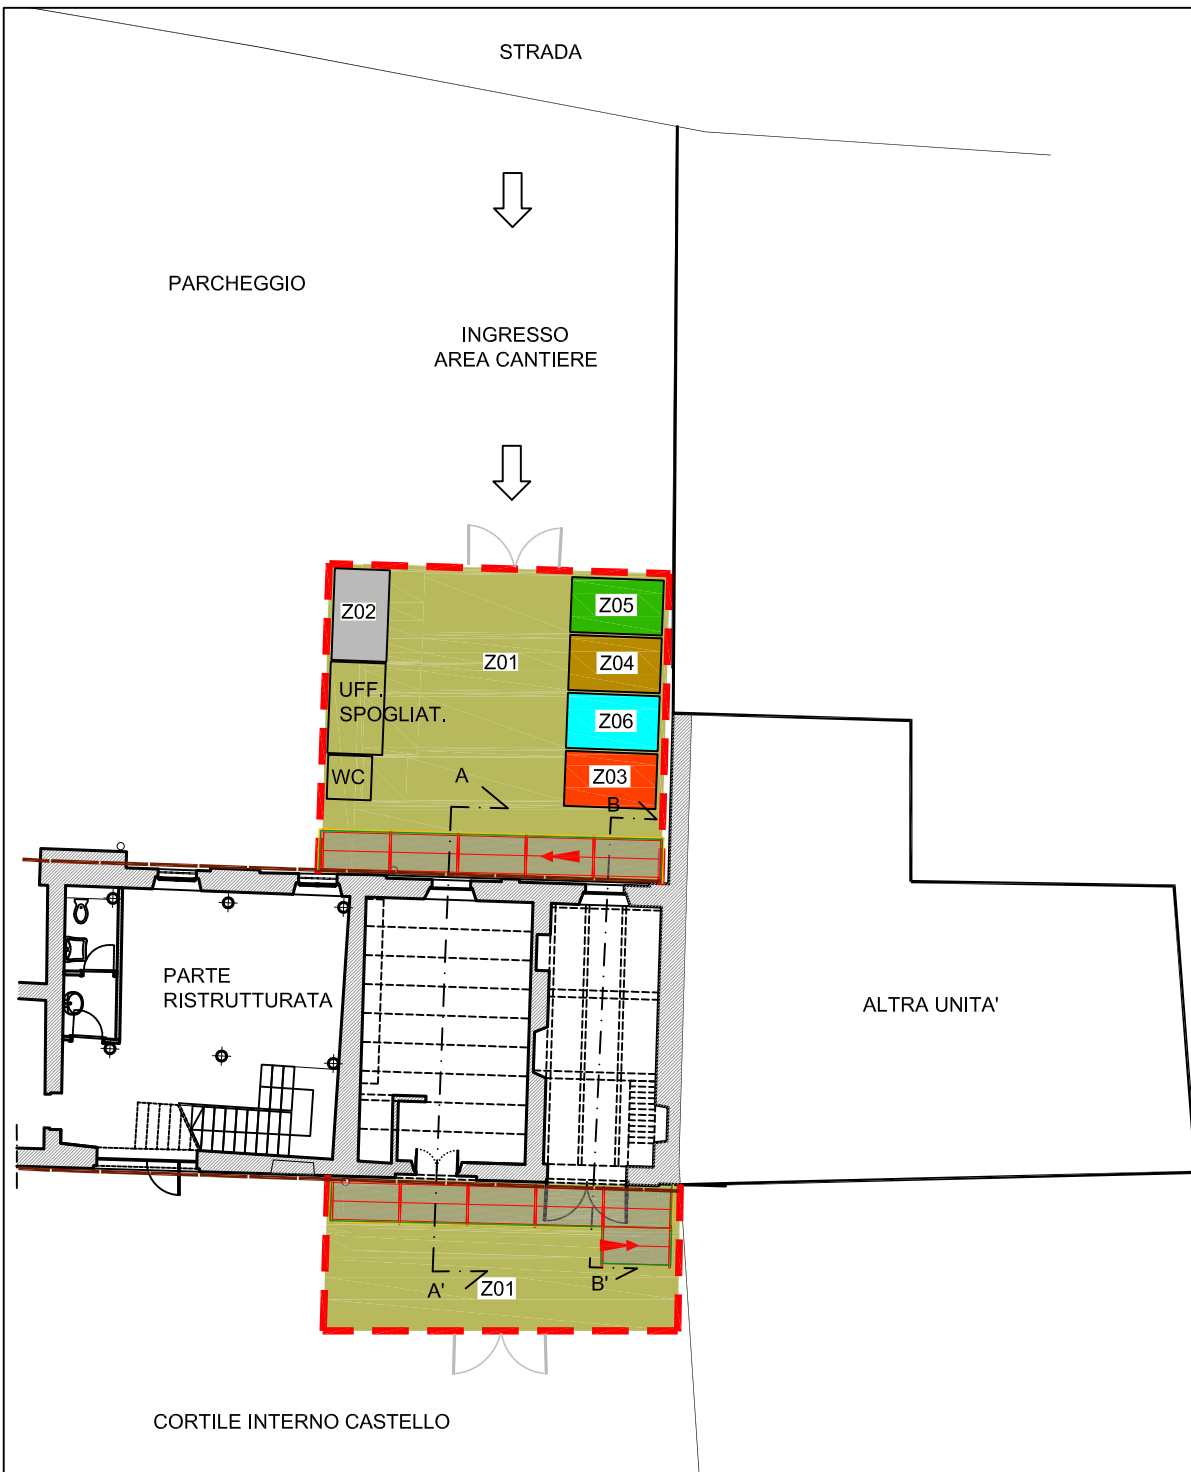 STRADA
PARCHEGGIO
INGRESSO
AREA CANTIERE
Z02
Z05
Z01
Z04
UFF.
SPOGLIAT.
Z06
WC
A
Z03
B
PARTE
RISTRUTTURATA
ALTRA UNITA'
A'
Z01
B'
CORTILE INTERNO CASTELLO